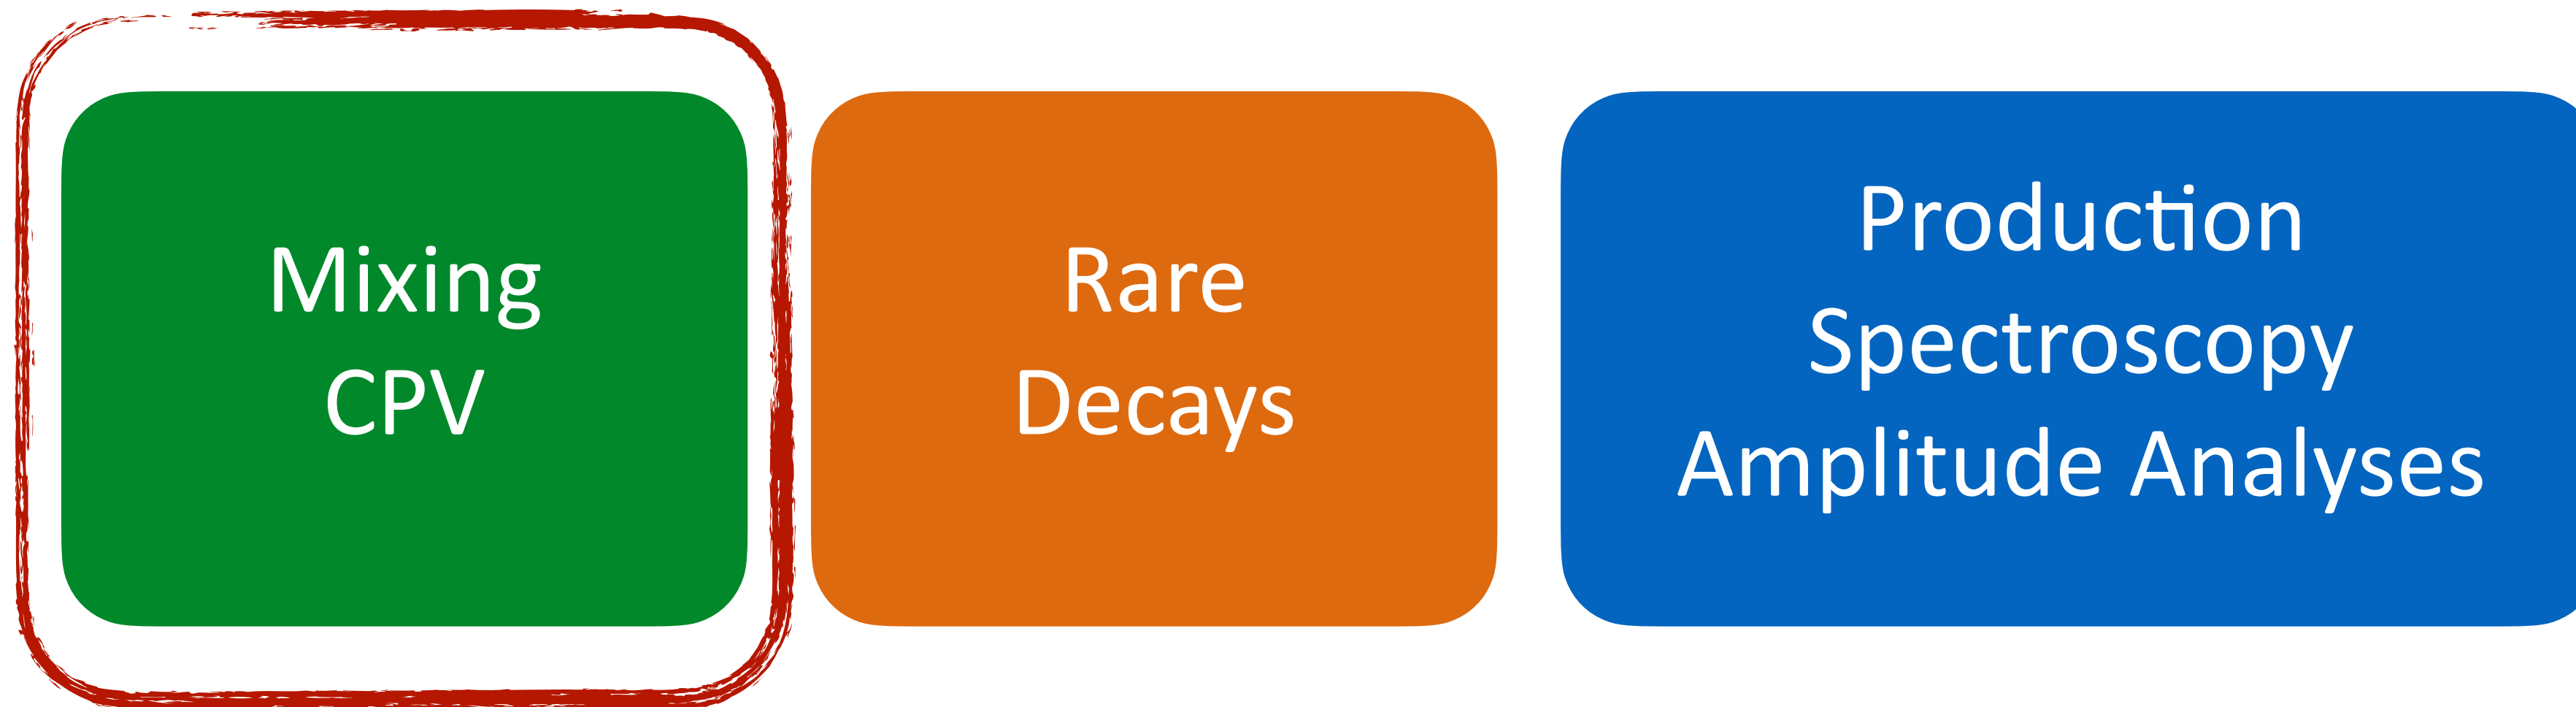 Mixing
CPV
Rare
Decays
Production
Spectroscopy
Amplitude Analyses